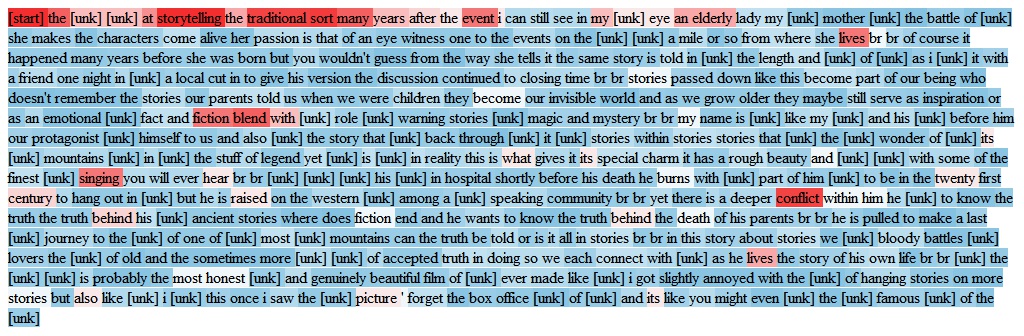 [start] the [unk] [unk] at storytelling the traditional sort many years after the event i can still see in my [unk] eye an elderly lady my [unk] mother [unk] the battle of [unk]
she makes the characters come alive her passion is that of an eye witness one to the events on the [unk] [unk] a mile or so from where she lives br br of course it
happened many years before she was born but you wouldn't guess from the way she tells it the same story is told in [unk] the length and [unk] of [unk] as i [unk] it with
a friend one night in [unk] a local cut in to give his version the discussion continued to closing time br br stories passed down like this become part of our being who
doesn't remember the stories our parents told us when we were children they become our invisible world and as we grow older they maybe still serve as inspiration or
as an emotional [unk] fact and fiction blend with [unk] role [unk] warning stories [unk] magic and mystery br br my name is [unk] like my [unk] and his [unk] before him
our protagonist [unk] himself to us and also [unk] the story that [unk] back through [unk] it [unk] stories within stories stories that [unk] the [unk] wonder of [unk] its
[unk] mountains [unk] in [unk] the stuff of legend yet [unk] is [unk] in reality this is what gives it its special charm it has a rough beauty and [unk] [unk] with some of the
finest [unk] singing you will ever hear br br [unk] [unk] [unk] his [unk] in hospital shortly before his death he burns with [unk] part of him [unk] to be in the twenty first
century to hang out in [unk] but he is raised on the western [unk] among a [unk] speaking community br br yet there is a deeper conflict within him he [unk] to know the
truth the truth behind his [unk] ancient stories where does fiction end and he wants to know the truth behind the death of his parents br br he is pulled to make a last
[unk] journey to the [unk] of one of [unk] most [unk] mountains can the truth be told or is it all in stories br br in this story about stories we [unk] bloody battles [unk]
lovers the [unk] of old and the sometimes more [unk] [unk] of accepted truth in doing so we each connect with [unk] as he lives the story of his own life br br [unk] the
[unk] [unk] is probably the most honest [unk] and genuinely beautiful film of [unk] ever made like [unk] i got slightly annoyed with the [unk] of hanging stories on more
stories but also like [unk] i [unk] this once i saw the [unk] picture ' forget the box office [unk] of [unk] and its like you might even [unk] the [unk] famous [unk] of the
[unk]